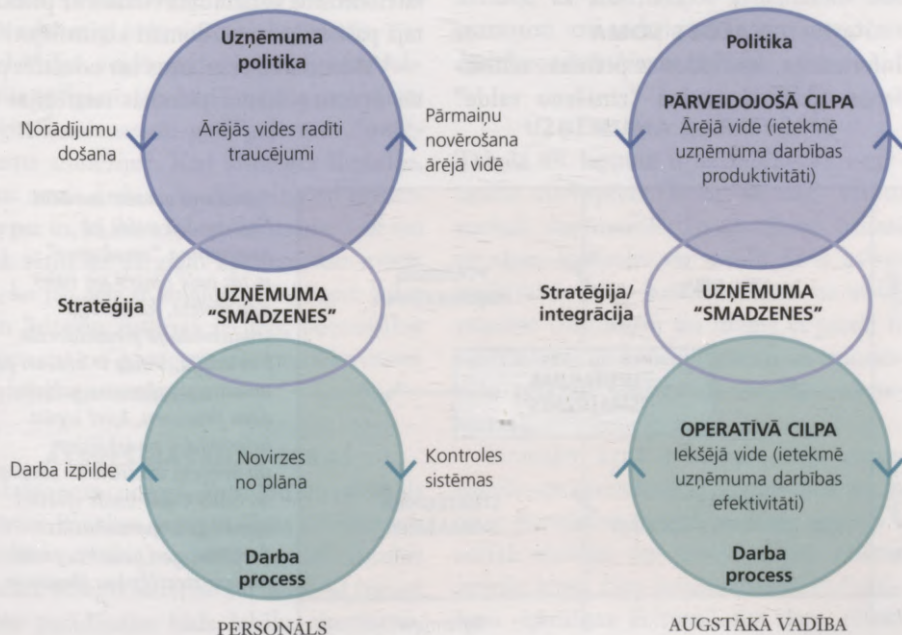 Uzņēmuma
politika
Norādījumu
došana
Ārējās vides radīti
traucējumi
Pārmaiņu
novērošana
ārējā vidē
Stratēģija
UZŅĒMUMA
“SMADZENES”
Darba izpilde
Novirzes
no plāna
Kontroles
sistēmas
Darba
process
PERSONĀLS
Politika
PĀRVEIDOJOŠĀ CILPA
Ārējā vide (ietekmē
uzņēmuma darbības
produktivitāti)
Stratēģija/
integrācija
UZŅĒMUMA
“SMADZENES”
OPERATĪVĀ CILPA
Iekšējā vide (ietekmē
uzņēmuma darbības
efektivitāti)
Darba
process
AUGSTĀKĀ VADĪBA